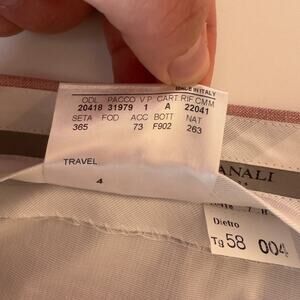 MADE IN ITALY
ODL PACCO V P CART RIF CMM
20418 31979 1 A 22041
SETA FOD ACC BOTT NAT
365 73 F902 263
TRAVEL
4
ANALI
Dietro
Tg 58 004